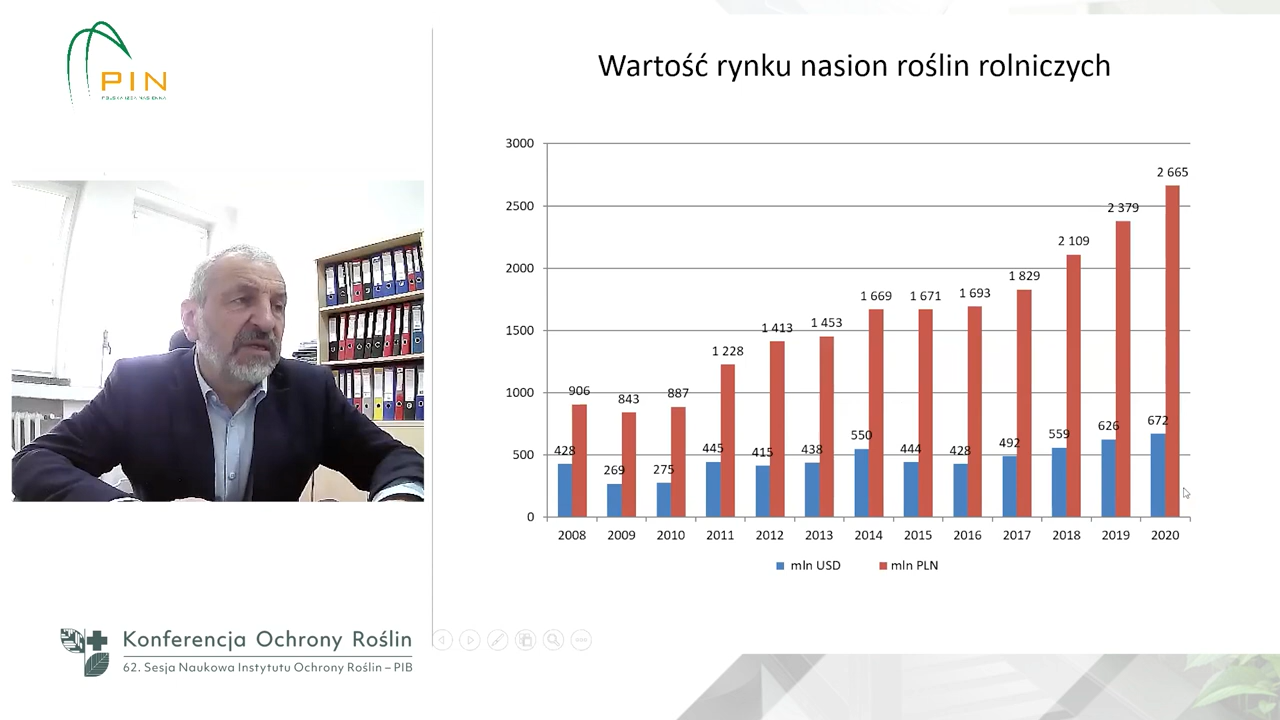 PIN
POLSKA IZBA NASIENNA
Wartość rynku nasion roślin rolniczych
3000
2500
2000
1500
1000
500
0
428 906
269 843
275 887
445 1 228
415 1 413
438 1 453
550 1 669
444 1 671
428 1 693
492 1 829
559 2 109
626 2 379
672 2 665
2008 2009 2010 2011 2012 2013 2014 2015 2016 2017 2018 2019 2020
mln USD mln PLN
Konferencja Ochrony Roślin
62. Sesja Naukowa Instytutu Ochrony Roślin – PIB